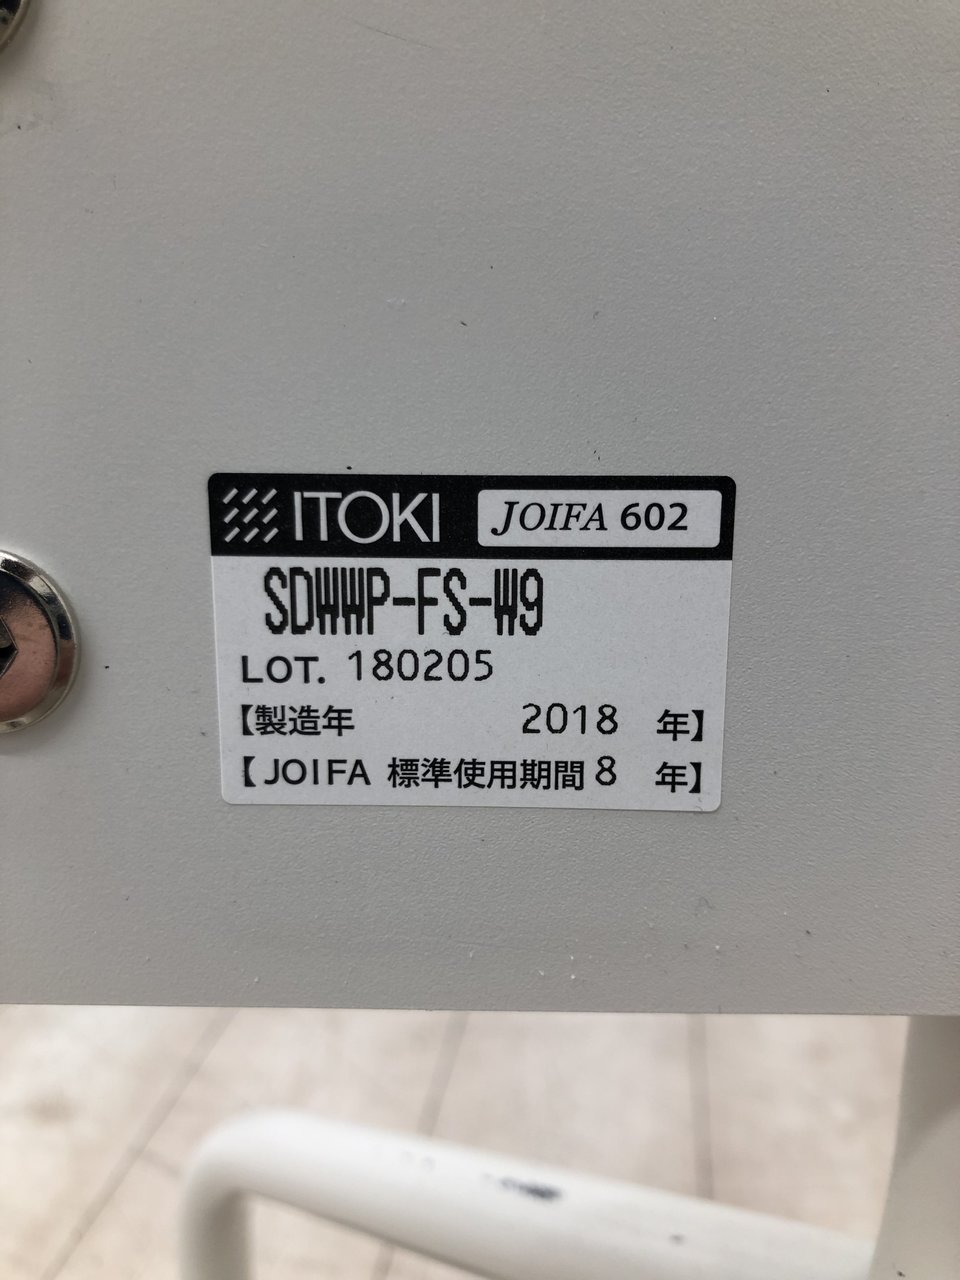 ITOKI JOIFA 602
SDWWP-FS-W9
LOT. 180205
【製造年 2018 年】
【JOIFA 標準使用期間 8 年】